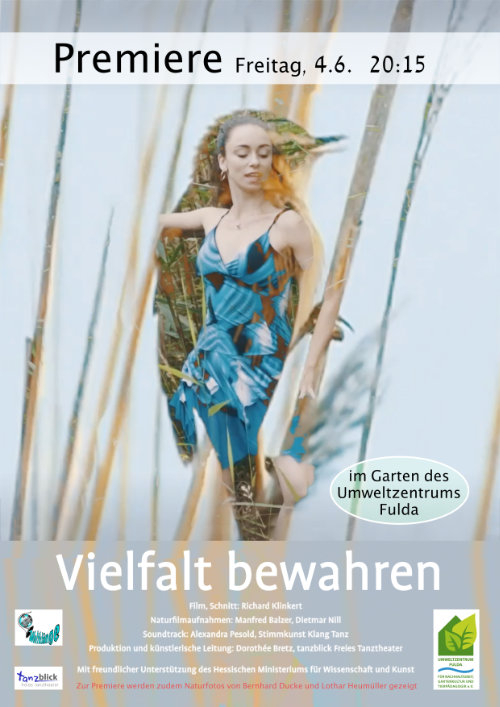 Premiere Freitag, 4.6. 20:15
im Garten des
Umweltzentrums
Fulda
Vielfalt bewahren
Film, Schnitt: Richard Klinkert
Naturfilmaufnahmen: Manfred Balzer, Dietmar Nill
Soundtrack: Alexandra Pesold, Stimmkunst Klang Tanz
Produktion und künstlerische Leitung: Dorothée Bretz, tanzblick Freies Tanztheater
Mit freundlicher Unterstützung des Hessischen Ministeriums für Wissenschaft und Kunst
Zur Premiere werden zudem Naturfotos von Bernhard Ducke und Lothar Heumüller gezeigt
tanzblick
UMWELTZENTRUM
FULDA